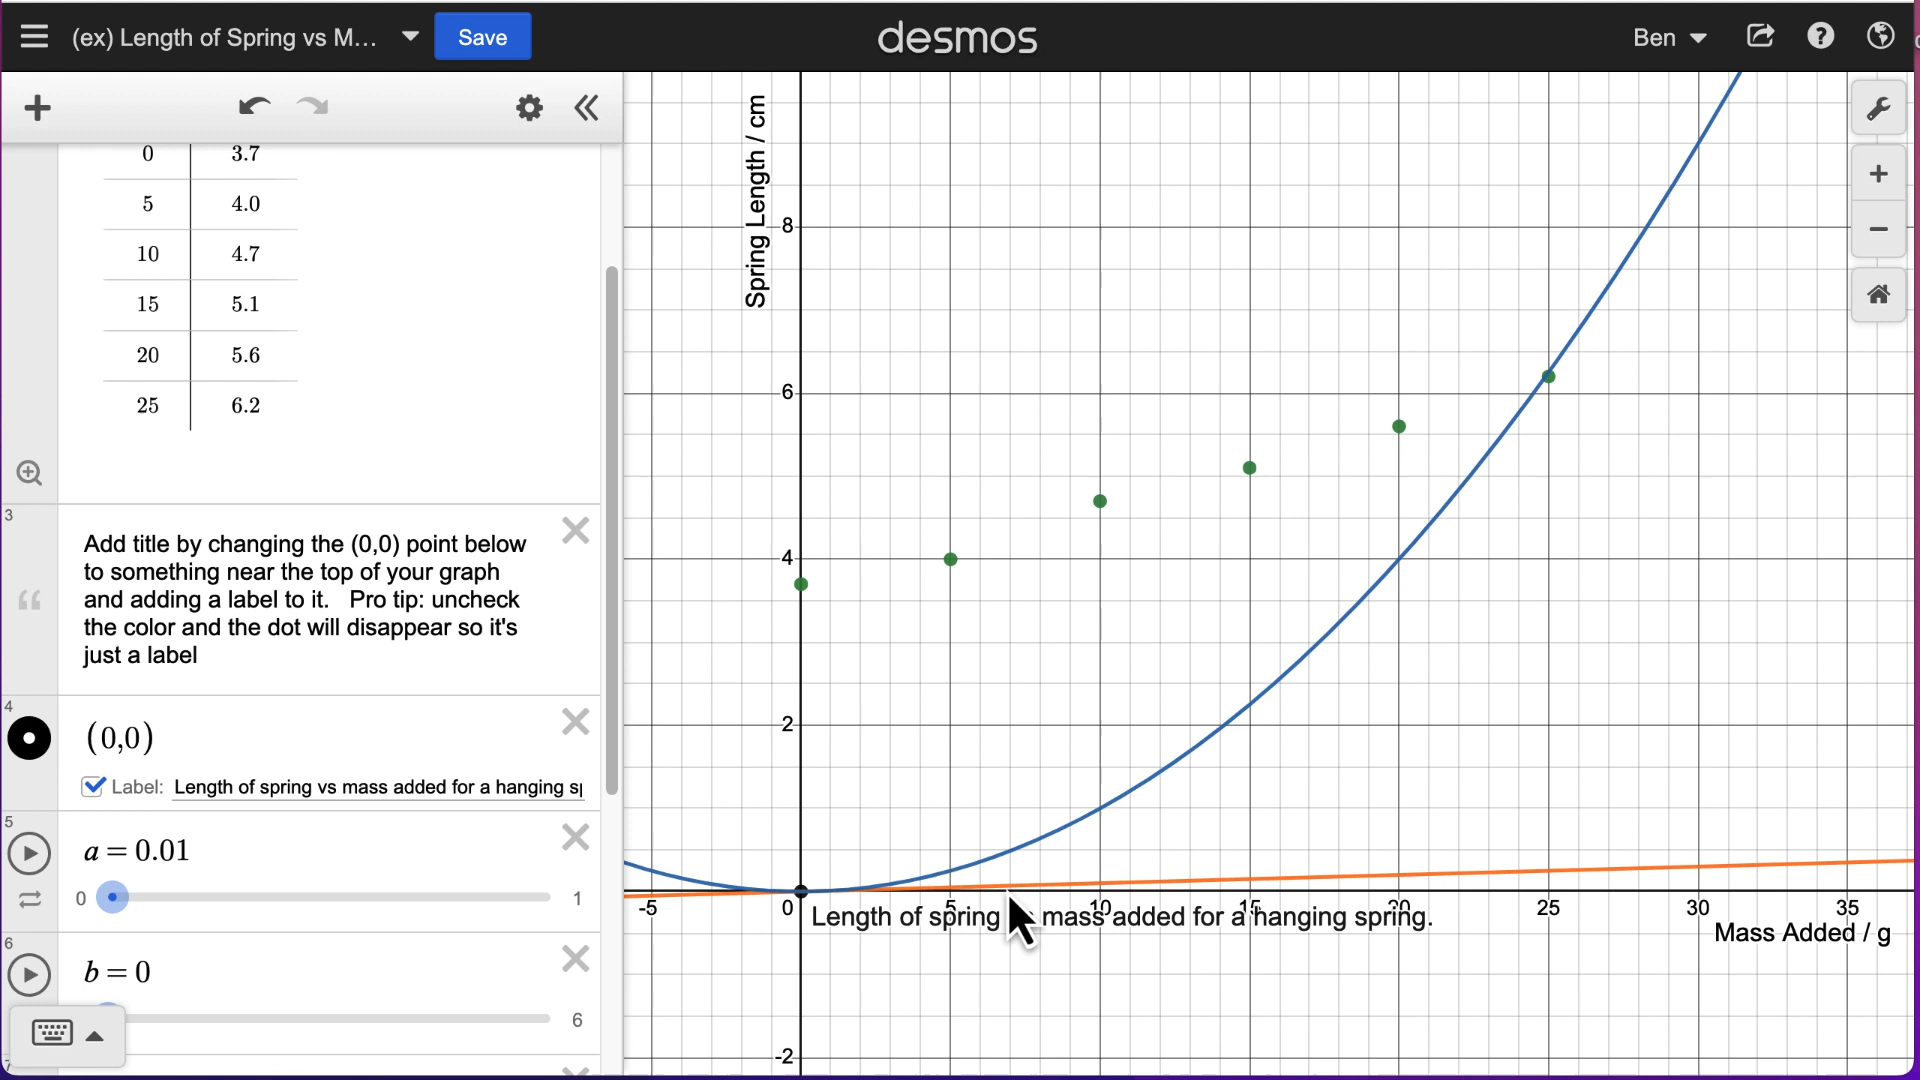 (ex) Length of Spring vs M...
Save
desmos
Ben
0 3.7
5 4.0
10 4.7
15 5.1
20 5.6
25 6.2
3
Add title by changing the (0,0) point below
to something near the top of your graph
and adding a label to it. Pro tip: uncheck
the color and the dot will disappear so it's
just a label
4
(0,0)
Label: Length of spring vs mass added for a hanging sp
5
a = 0.01
0 1
6
b = 0
6
7
Spring Length / cm
8
6
4
2
-2
-5 0 5 10 15 20 25 30 35
Length of spring mass added for a hanging spring.
Mass Added / g